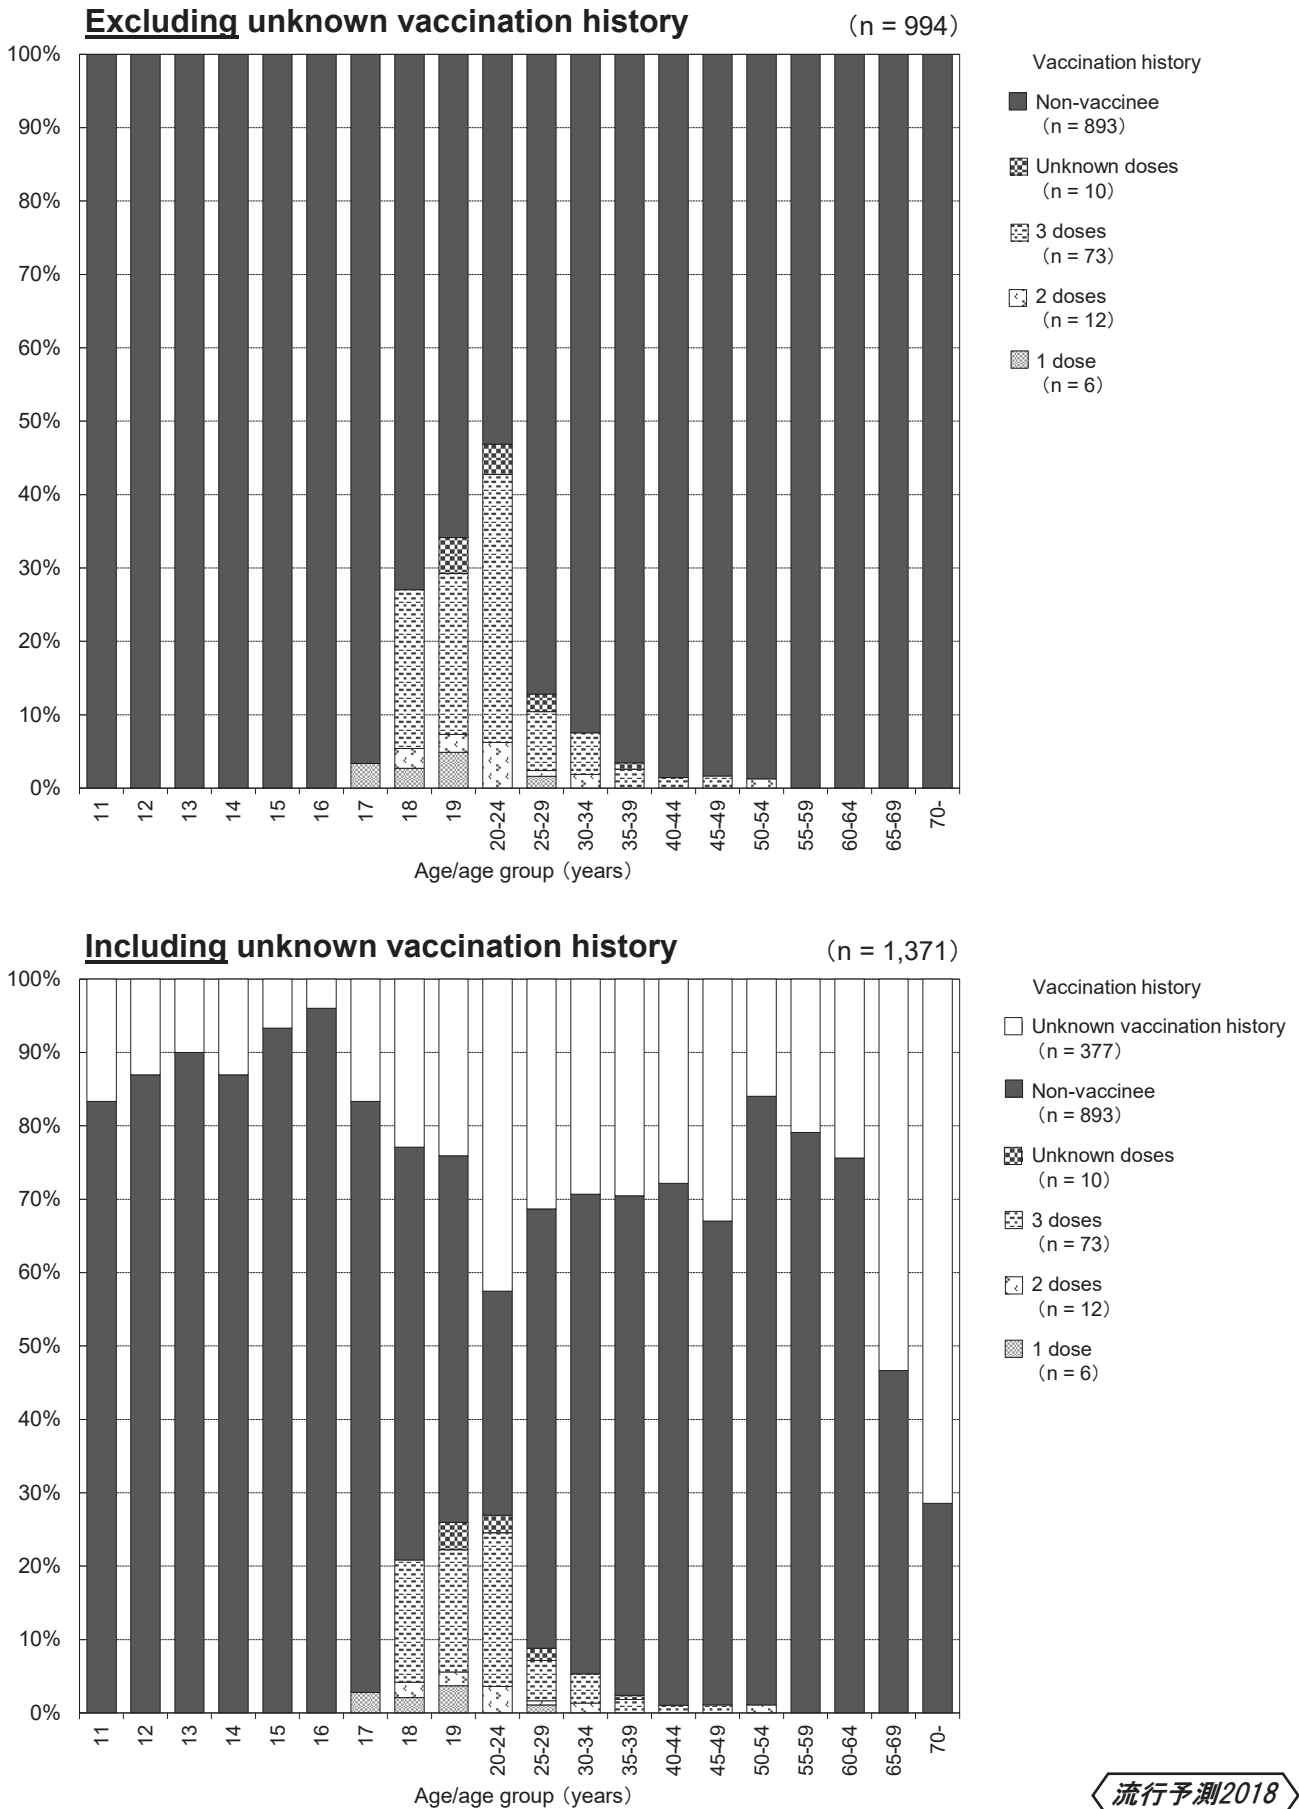 Excluding unknown vaccination history
（n = 994）
100%
90%
80%
70%
60%
50%
40%
30%
20%
10%
0%
11
12
13
14
15
16
17
18
19
20-24
25-29
30-34
35-39
40-44
45-49
50-54
55-59
60-64
65-69
70-
Age/age group（years）
Vaccination history
Non-vaccinee
（n = 893）
Unknown doses
（n = 10）
3 doses
（n = 73）
2 doses
（n = 12）
1 dose
（n = 6）
Including unknown vaccination history
（n = 1,371）
100%
90%
80%
70%
60%
50%
40%
30%
20%
10%
0%
11
12
13
14
15
16
17
18
19
20-24
25-29
30-34
35-39
40-44
45-49
50-54
55-59
60-64
65-69
70-
Age/age group（years）
Vaccination history
Unknown vaccination history
（n = 377）
Non-vaccinee
（n = 893）
Unknown doses
（n = 10）
3 doses
（n = 73）
2 doses
（n = 12）
1 dose
（n = 6）
流行予測2018